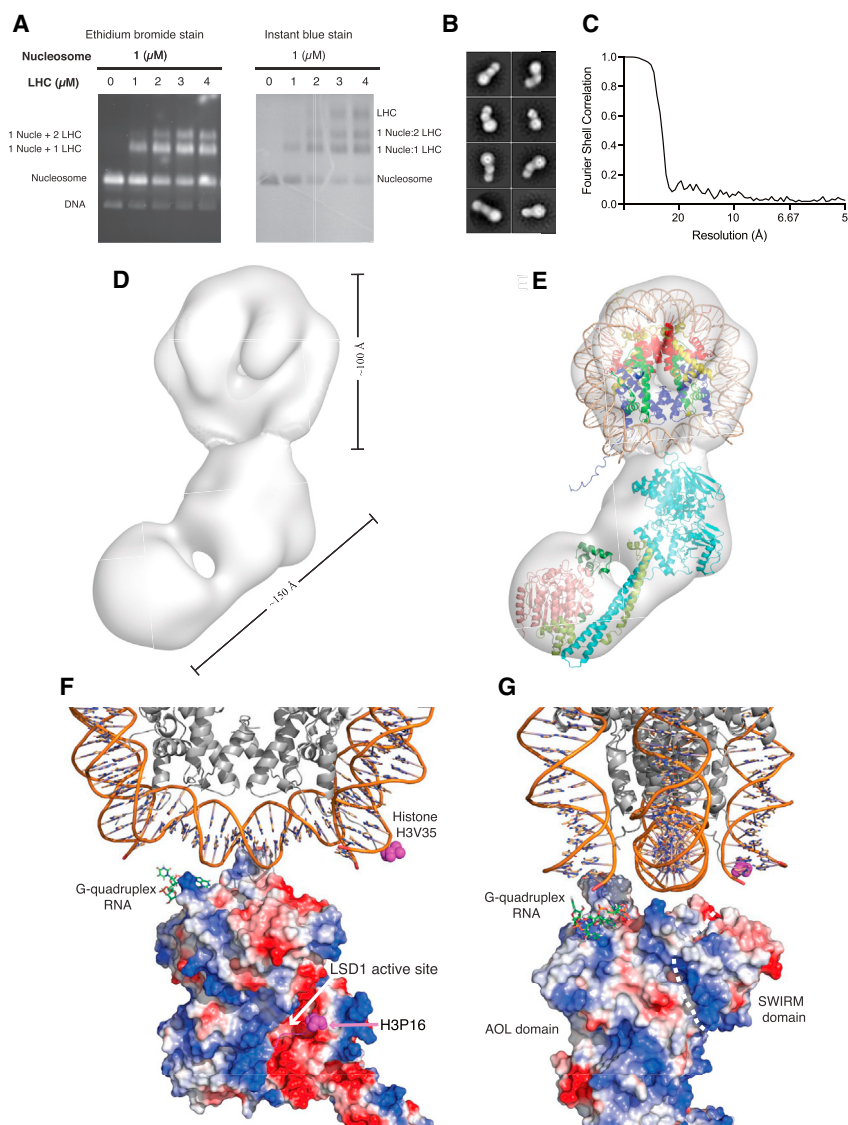 A
Ethidium bromide stain
Instant blue stain
Nucleosome
1 (µM)
1 (µM)
LHC (µM)
0 1 2 3 4
0 1 2 3 4
1 Nucle + 2 LHC
1 Nucle + 1 LHC
Nucleosome
DNA
LHC
1 Nucle:2 LHC
1 Nucle:1 LHC
Nucleosome
B
C
Fourier Shell Correlation
1.0
0.8
0.6
0.4
0.2
0.0
20 10 6.67 5
Resolution (Å)
D
~100 Å
~150 Å
E
F
Histone
H3V35
G-quadruplex
RNA
LSD1 active site
H3P16
G
G-quadruplex
RNA
AOL domain
SWIRM
domain